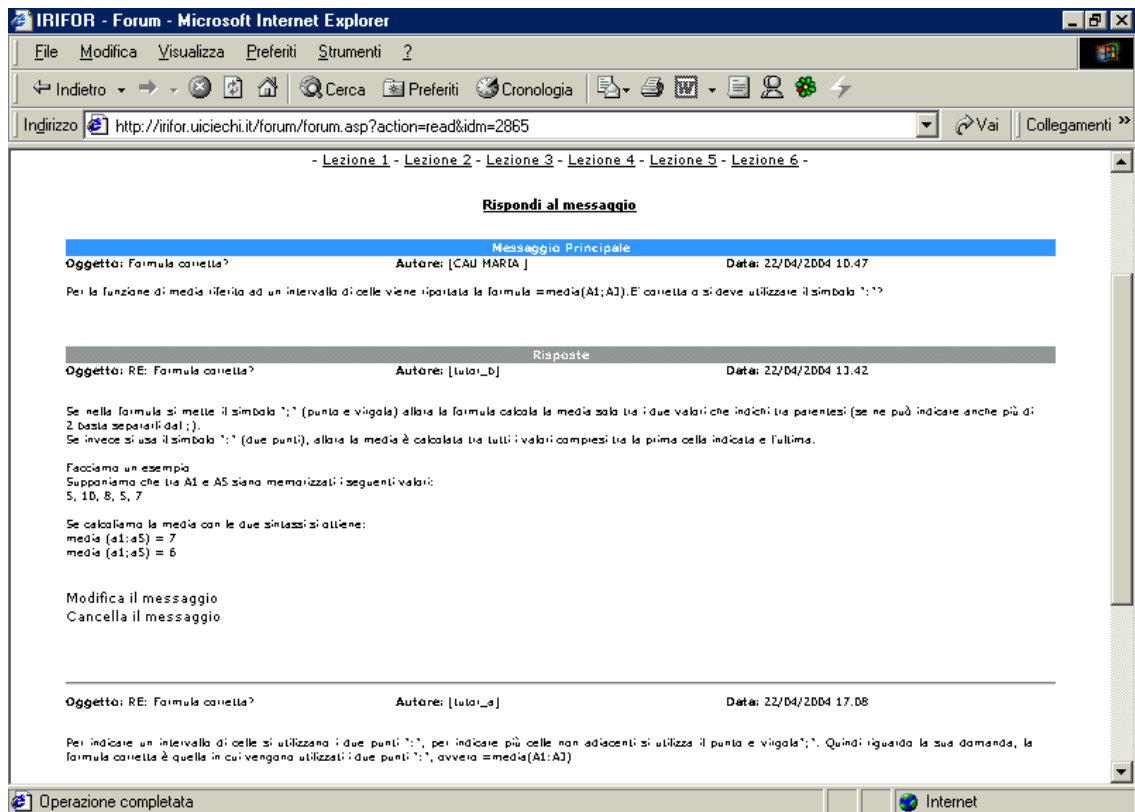 IRIFOR - Forum - Microsoft Internet Explorer
File Modifica Visualizza Preferiti Strumenti ?
Indietro Cerca Preferiti Cronologia
Indirizzo http://irifor.uiciechi.it/forum/forum.asp?action=read&idm=2865 Vai Collegamenti »
- Lezione 1 - Lezione 2 - Lezione 3 - Lezione 4 - Lezione 5 - Lezione 6 -
Rispondi al messaggio
Messaggio Principale
Oggetto: Formula corretta? Autore: [CAU MARIA ] Data: 22/04/2004 10.47
Per la funzione di media riferita ad un intervallo di celle viene riportata la formula =media(A1;A3).E' corretta o si deve utilizzare il simbolo ":"?
Risposte
Oggetto: RE: Formula corretta? Autore: [tutor_b] Data: 22/04/2004 13.42
Se nella formula si mette il simbolo ";" (punto e virgola) allora la formula calcola la media solo tra i due valori che indichi tra parentesi (se ne può indicare anche più di
2 basta separarli dal ;).
Se invece si usa il simbolo ":" (due punti), allora la media è calcolata tra tutti i valori compresi tra la prima cella indicata e l'ultima.
Facciamo un esempio
Supponiamo che tra A1 e A5 siano memorizzati i seguenti valori:
5, 10, 8, 5, 7
Se calcoliamo la media con le due sintassi si ottiene:
media (a1:a5) = 7
media (a1;a5) = 6
Modifica il messaggio
Cancella il messaggio
Oggetto: RE: Formula corretta? Autore: [tutor_a] Data: 22/04/2004 17.08
Per indicare un intervallo di celle si utilizzano i due punti ":", per indicare più celle non adiacenti si utilizza il punto e virgola";". Quindi riguardo la sua domanda, la
formula corretta è quella in cui vengono utilizzati i due punti ":", ovvero =media(A1:A3)
Operazione completata Internet